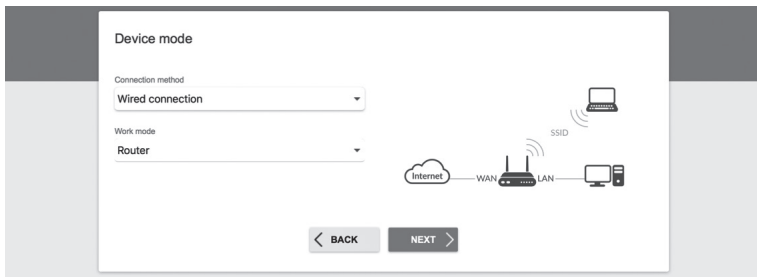 Device mode
Connection method
Wired connection
Work mode
Router
SSID
Internet
WAN
LAN
BACK
NEXT